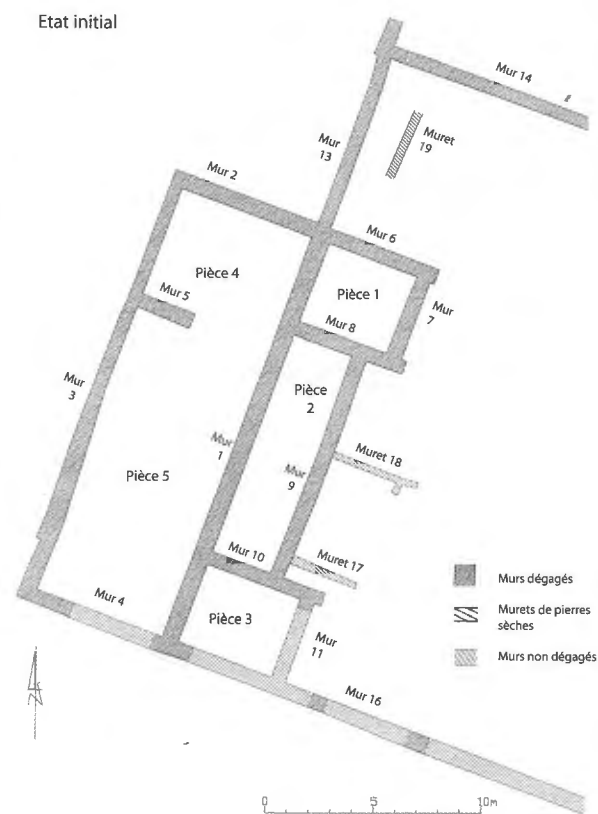 Etat initial
Mur 14
Mur
13
Muret
19
Mur 2
Mur 6
Pièce 4
Pièce 1
Mur
7
Mur 5
Mur 8
Mur
3
Pièce
2
Mur
1
Muret 18
Mur
9
Pièce 5
Mur 10
Muret 17
Murs dégagés
Mur 4
Pièce 3
Murets de pierres
sèches
Mur
11
Murs non dégagés
Mur 16
N
0 5 10m